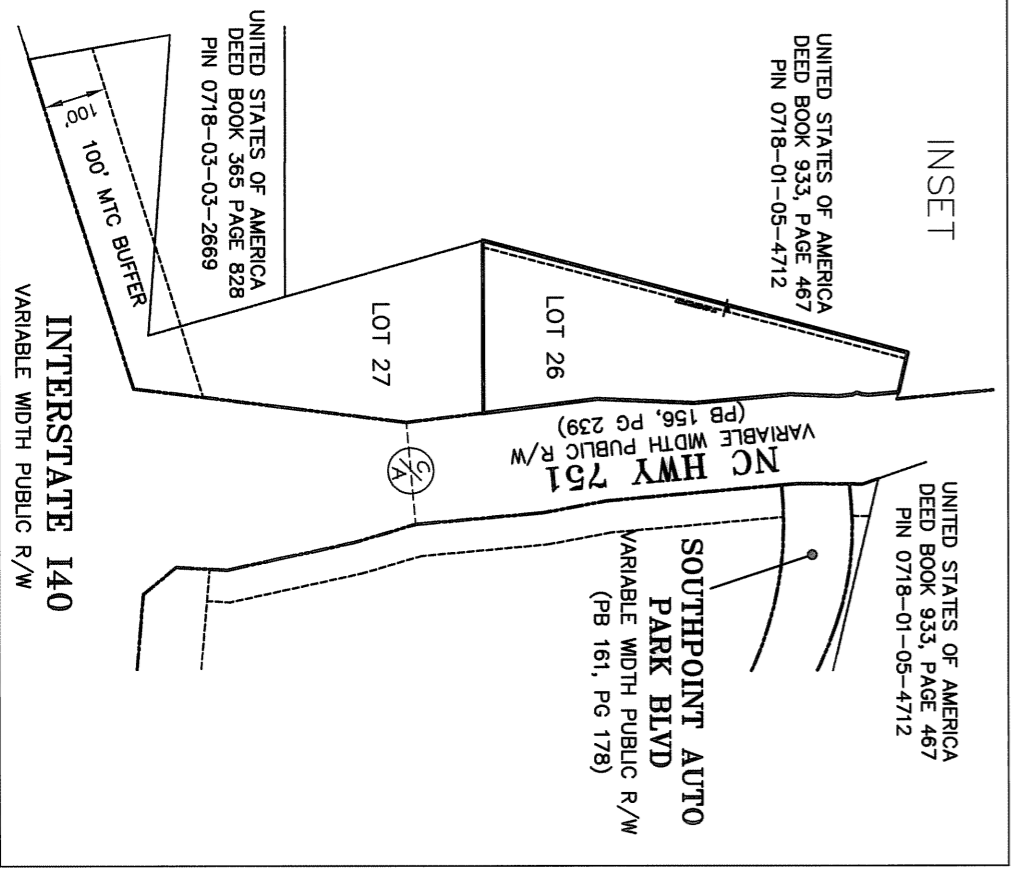 INSET
UNITED STATES OF AMERICA
DEED BOOK 933, PAGE 467
PIN 0718-01-05-4712
UNITED STATES OF AMERICA
DEED BOOK 933, PAGE 467
PIN 0718-01-05-4712
LOT 26
NC HWY 751
VARIABLE WIDTH PUBLIC R/W
(PB 156, PG 239)
SOUTHPOINT AUTO
PARK BLVD
VARIABLE WIDTH PUBLIC R/W
(PB 161, PG 178)
LOT 27
C/A
UNITED STATES OF AMERICA
DEED BOOK 365 PAGE 828
PIN 0718-03-03-2669
100'
100' MTC BUFFER
INTERSTATE I40
VARIABLE WIDTH PUBLIC R/W